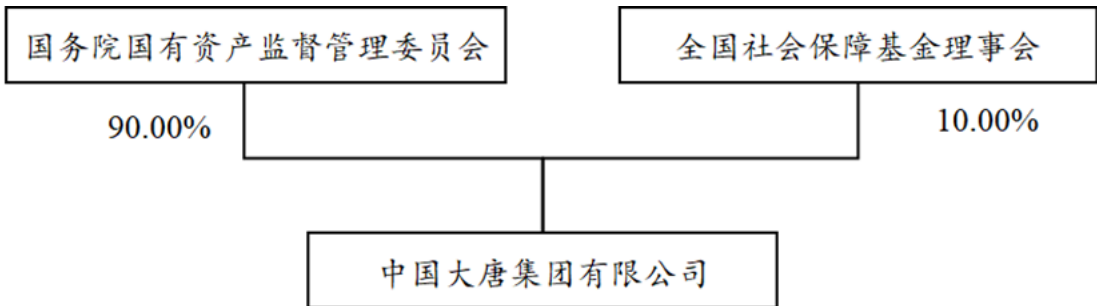 国务院国有资产监督管理委员会
全国社会保障基金理事会
90.00%
10.00%
中国大唐集团有限公司